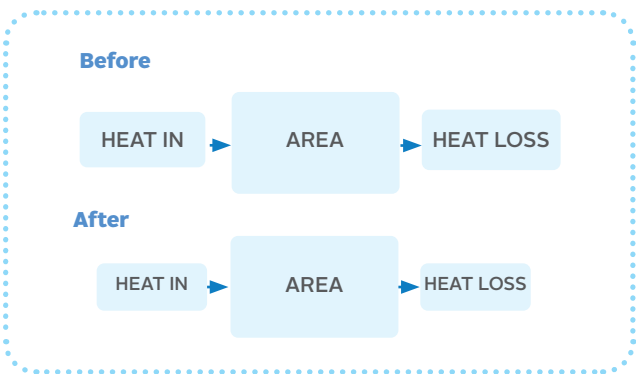 Before
HEAT IN
AREA
HEAT LOSS
After
HEAT IN
AREA
HEAT LOSS